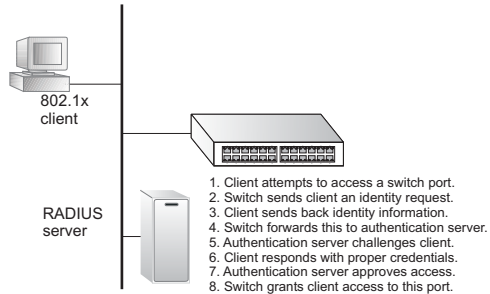 802.1x
client
1. Client attempts to access a switch port.
2. Switch sends client an identity request.
3. Client sends back identity information.
4. Switch forwards this to authentication server.
5. Authentication server challenges client.
6. Client responds with proper credentials.
7. Authentication server approves access.
8. Switch grants client access to this port.
RADIUS
server